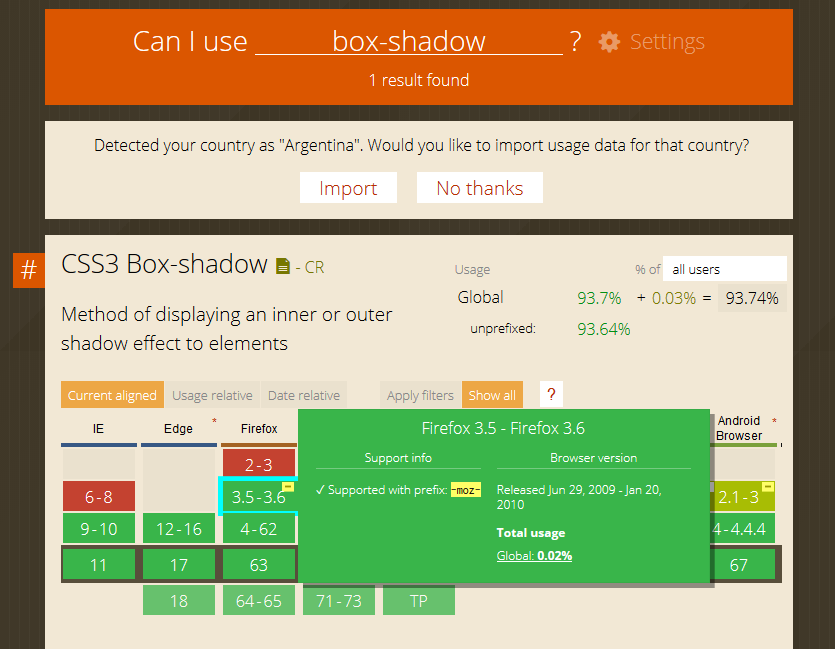 Can I use box-shadow ? Settings
1 result found
Detected your country as "Argentina". Would you like to import usage data for that country?
Import No thanks
#
CSS3 Box-shadow - CR
Method of displaying an inner or outer
shadow effect to elements
Usage % of all users
Global 93.7% + 0.03% = 93.74%
unprefixed: 93.64%
Current aligned Usage relative Date relative Apply filters Show all ?
IE Edge * Firefox Android Browser *
2-3
6-8 3.5-3.6 2.1-3
9-10 12-16 4-62 4-4.4.4
11 17 63 67
18 64-65 71-73 TP
Firefox 3.5 - Firefox 3.6
Support info Browser version
✓ Supported with prefix: -moz-
Released Jun 29, 2009 - Jan 20,
2010
Total usage
Global: 0.02%